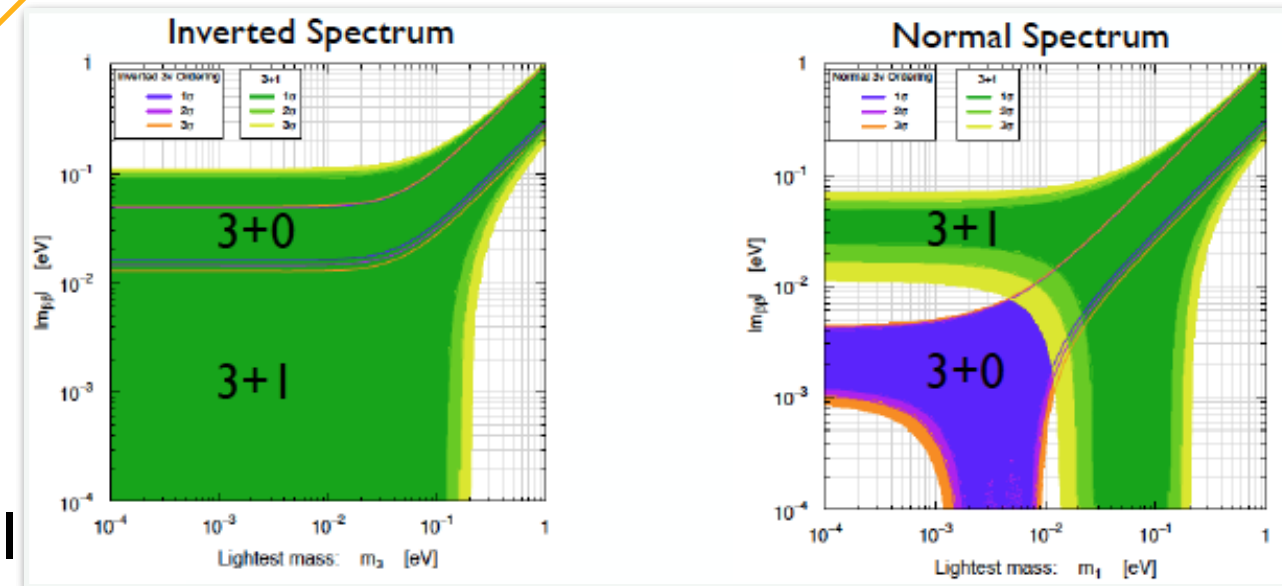 Inverted Spectrum
Inverted 3ν Ordering
1σ
2σ
3σ
3+1
1σ
2σ
3σ
1
10⁻¹
10⁻²
10⁻³
10⁻⁴
|mββ| [eV]
3+0
3+1
10⁻⁴ 10⁻³ 10⁻² 10⁻¹ 1
Lightest mass: m₃ [eV]
Normal Spectrum
Normal 3ν Ordering
1σ
2σ
3σ
3+1
1σ
2σ
3σ
1
10⁻¹
10⁻²
10⁻³
10⁻⁴
|mββ| [eV]
3+1
3+0
10⁻⁴ 10⁻³ 10⁻² 10⁻¹ 1
Lightest mass: m₁ [eV]